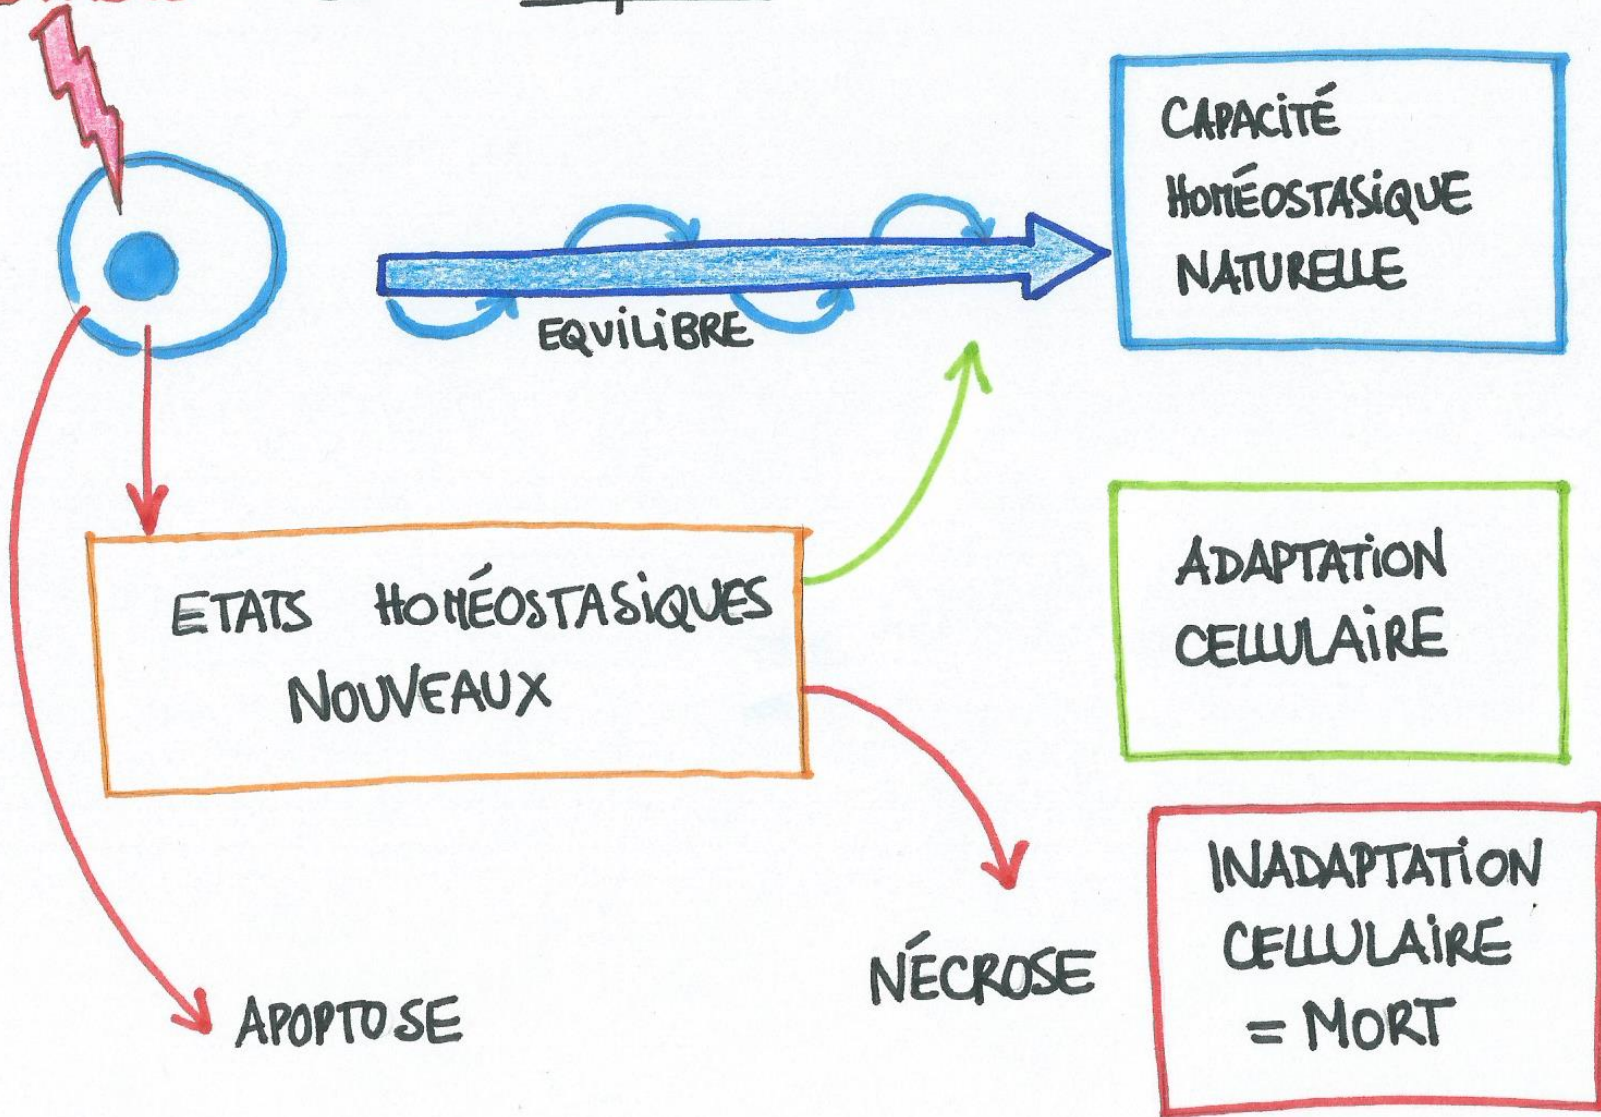 CAPACITÉ
HOMÉOSTASIQUE
NATURELLE
EQUILIBRE
ETATS HOMÉOSTASIQUES
NOUVEAUX
ADAPTATION
CELLULAIRE
INADAPTATION
CELLULAIRE
= MORT
NÉCROSE
APOPTOSE